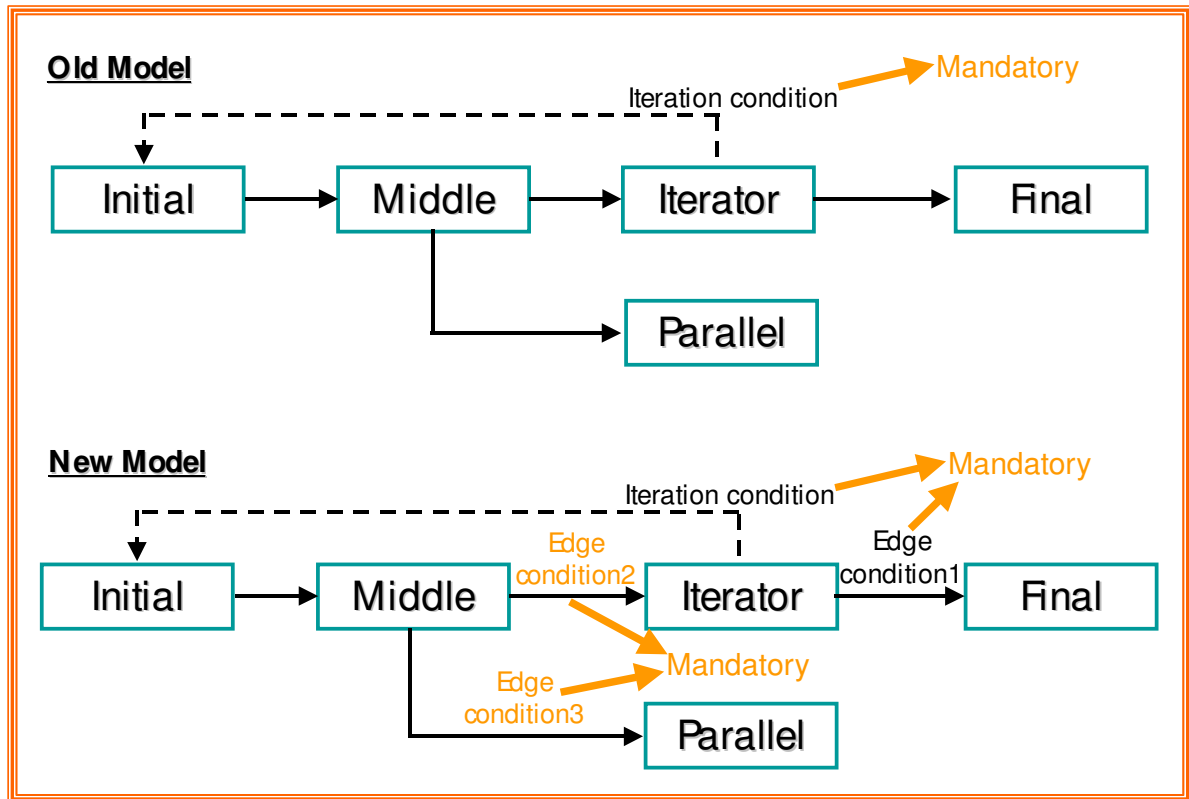 Old Model
Mandatory
Iteration condition
Initial
Middle
Iterator
Final
Parallel
New Model
Mandatory
Iteration condition
Edge
condition2
Edge
condition1
Initial
Middle
Iterator
Final
Mandatory
Edge
condition3
Parallel